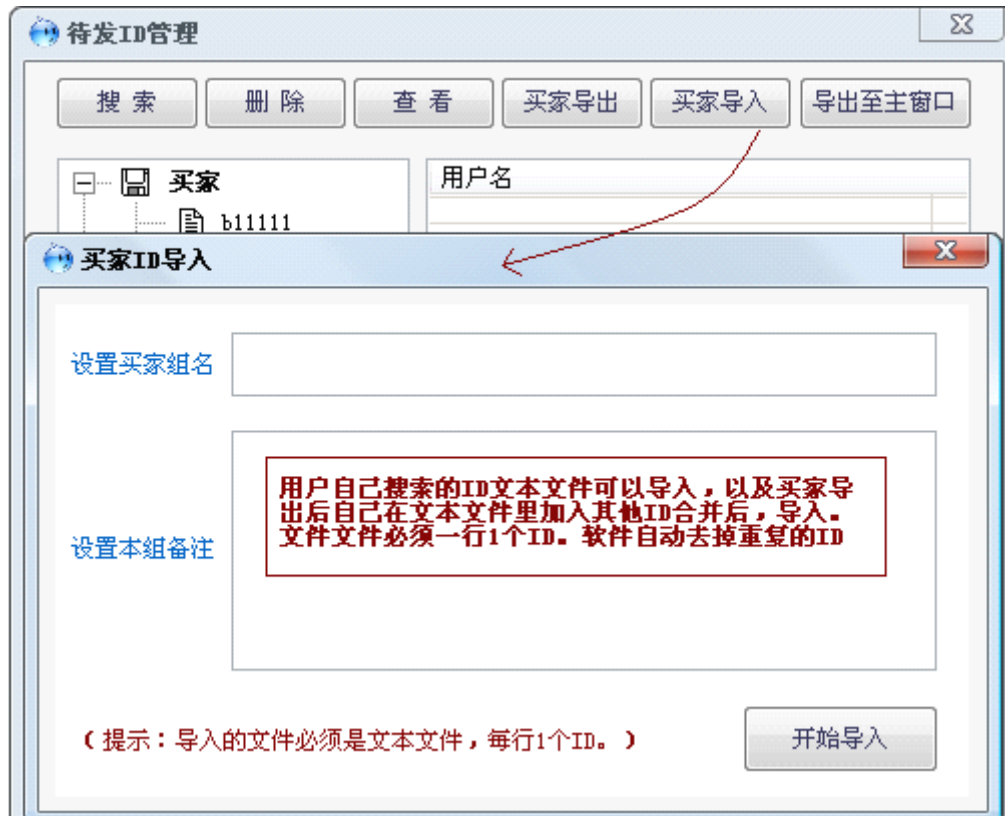 待发ID管理
搜 索 删 除 查 看 买家导出 买家导入 导出至主窗口
买家 用户名
b11111
买家ID导入
设置买家组名
用户自己搜索的ID文本文件可以导入，以及买家导
出后自己在文本文件里加入其他ID合并后，导入。
文件文件必须一行1个ID。软件自动去掉重复的ID
设置本组备注
(提示：导入的文件必须是文本文件，每行1个ID。)
开始导入